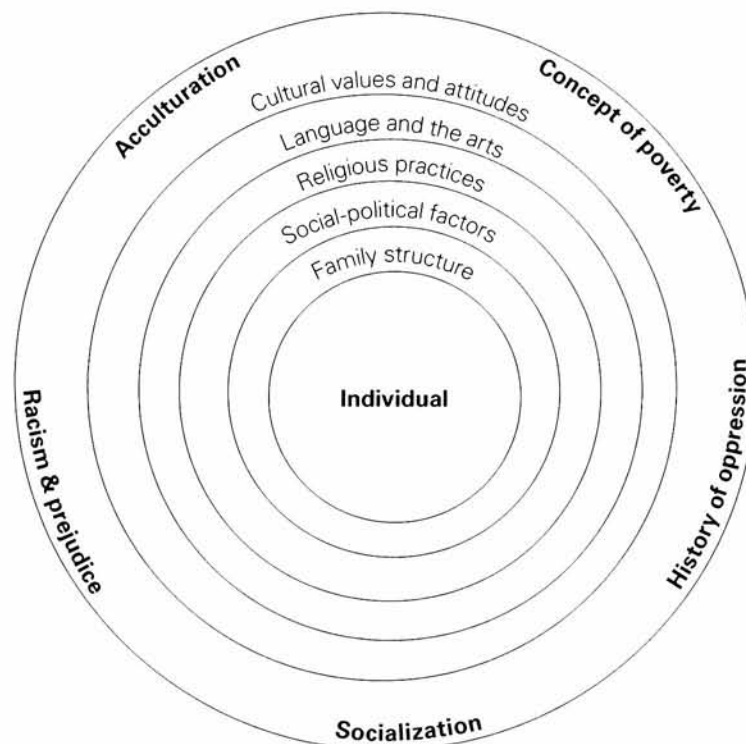 Acculturation
Concept of poverty
Cultural values and attitudes
Language and the arts
Religious practices
Social-political factors
Family structure
Individual
Racism & prejudice
History of oppression
Socialization